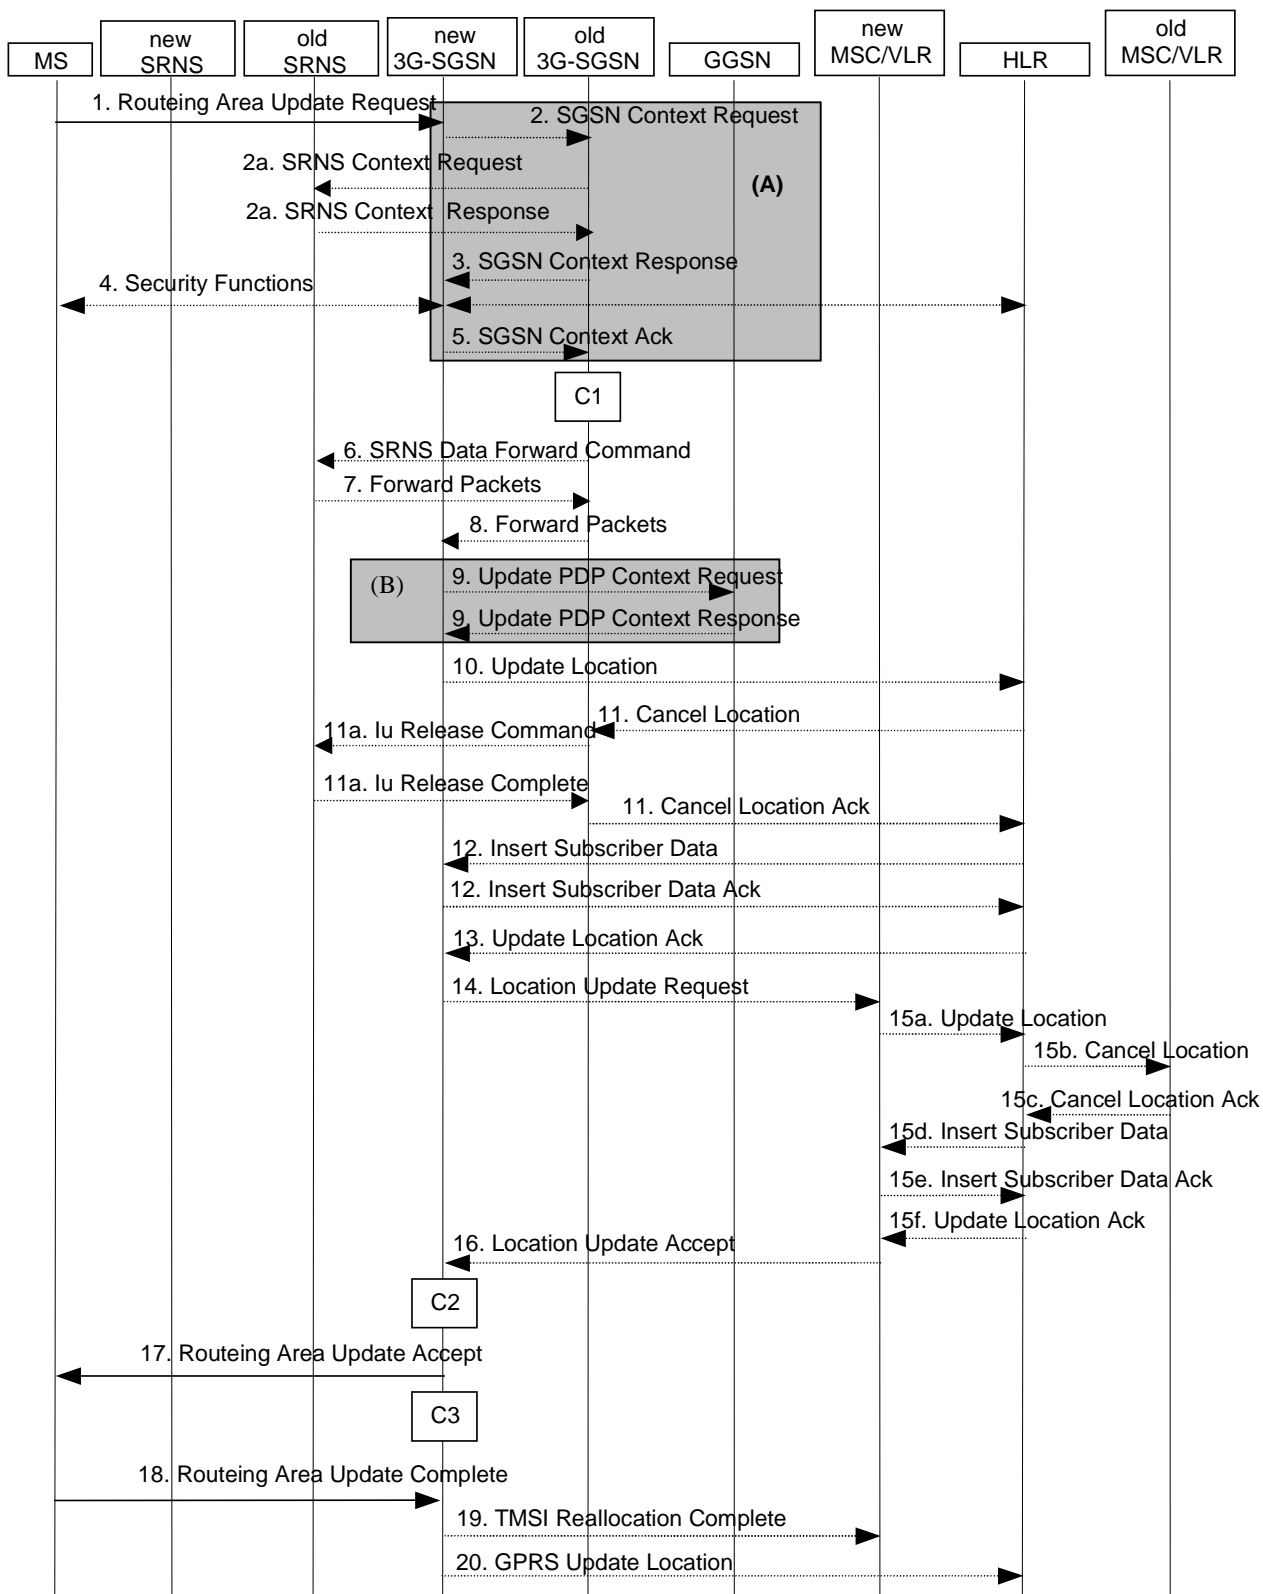 MS
new
SRNS
old
SRNS
new
3G-SGSN
old
3G-SGSN
GGSN
new
MSC/VLR
HLR
old
MSC/VLR
1. Routeing Area Update Request
2. SGSN Context Request
2a. SRNS Context Request
(A)
2a. SRNS Context Response
3. SGSN Context Response
4. Security Functions
5. SGSN Context Ack
C1
6. SRNS Data Forward Command
7. Forward Packets
8. Forward Packets
(B)
9. Update PDP Context Request
9. Update PDP Context Response
10. Update Location
11. Cancel Location
11a. Iu Release Command
11a. Iu Release Complete
11. Cancel Location Ack
12. Insert Subscriber Data
12. Insert Subscriber Data Ack
13. Update Location Ack
14. Location Update Request
15a. Update Location
15b. Cancel Location
15c. Cancel Location Ack
15d. Insert Subscriber Data
15e. Insert Subscriber Data Ack
15f. Update Location Ack
16. Location Update Accept
C2
17. Routeing Area Update Accept
C3
18. Routeing Area Update Complete
19. TMSI Reallocation Complete
20. GPRS Update Location